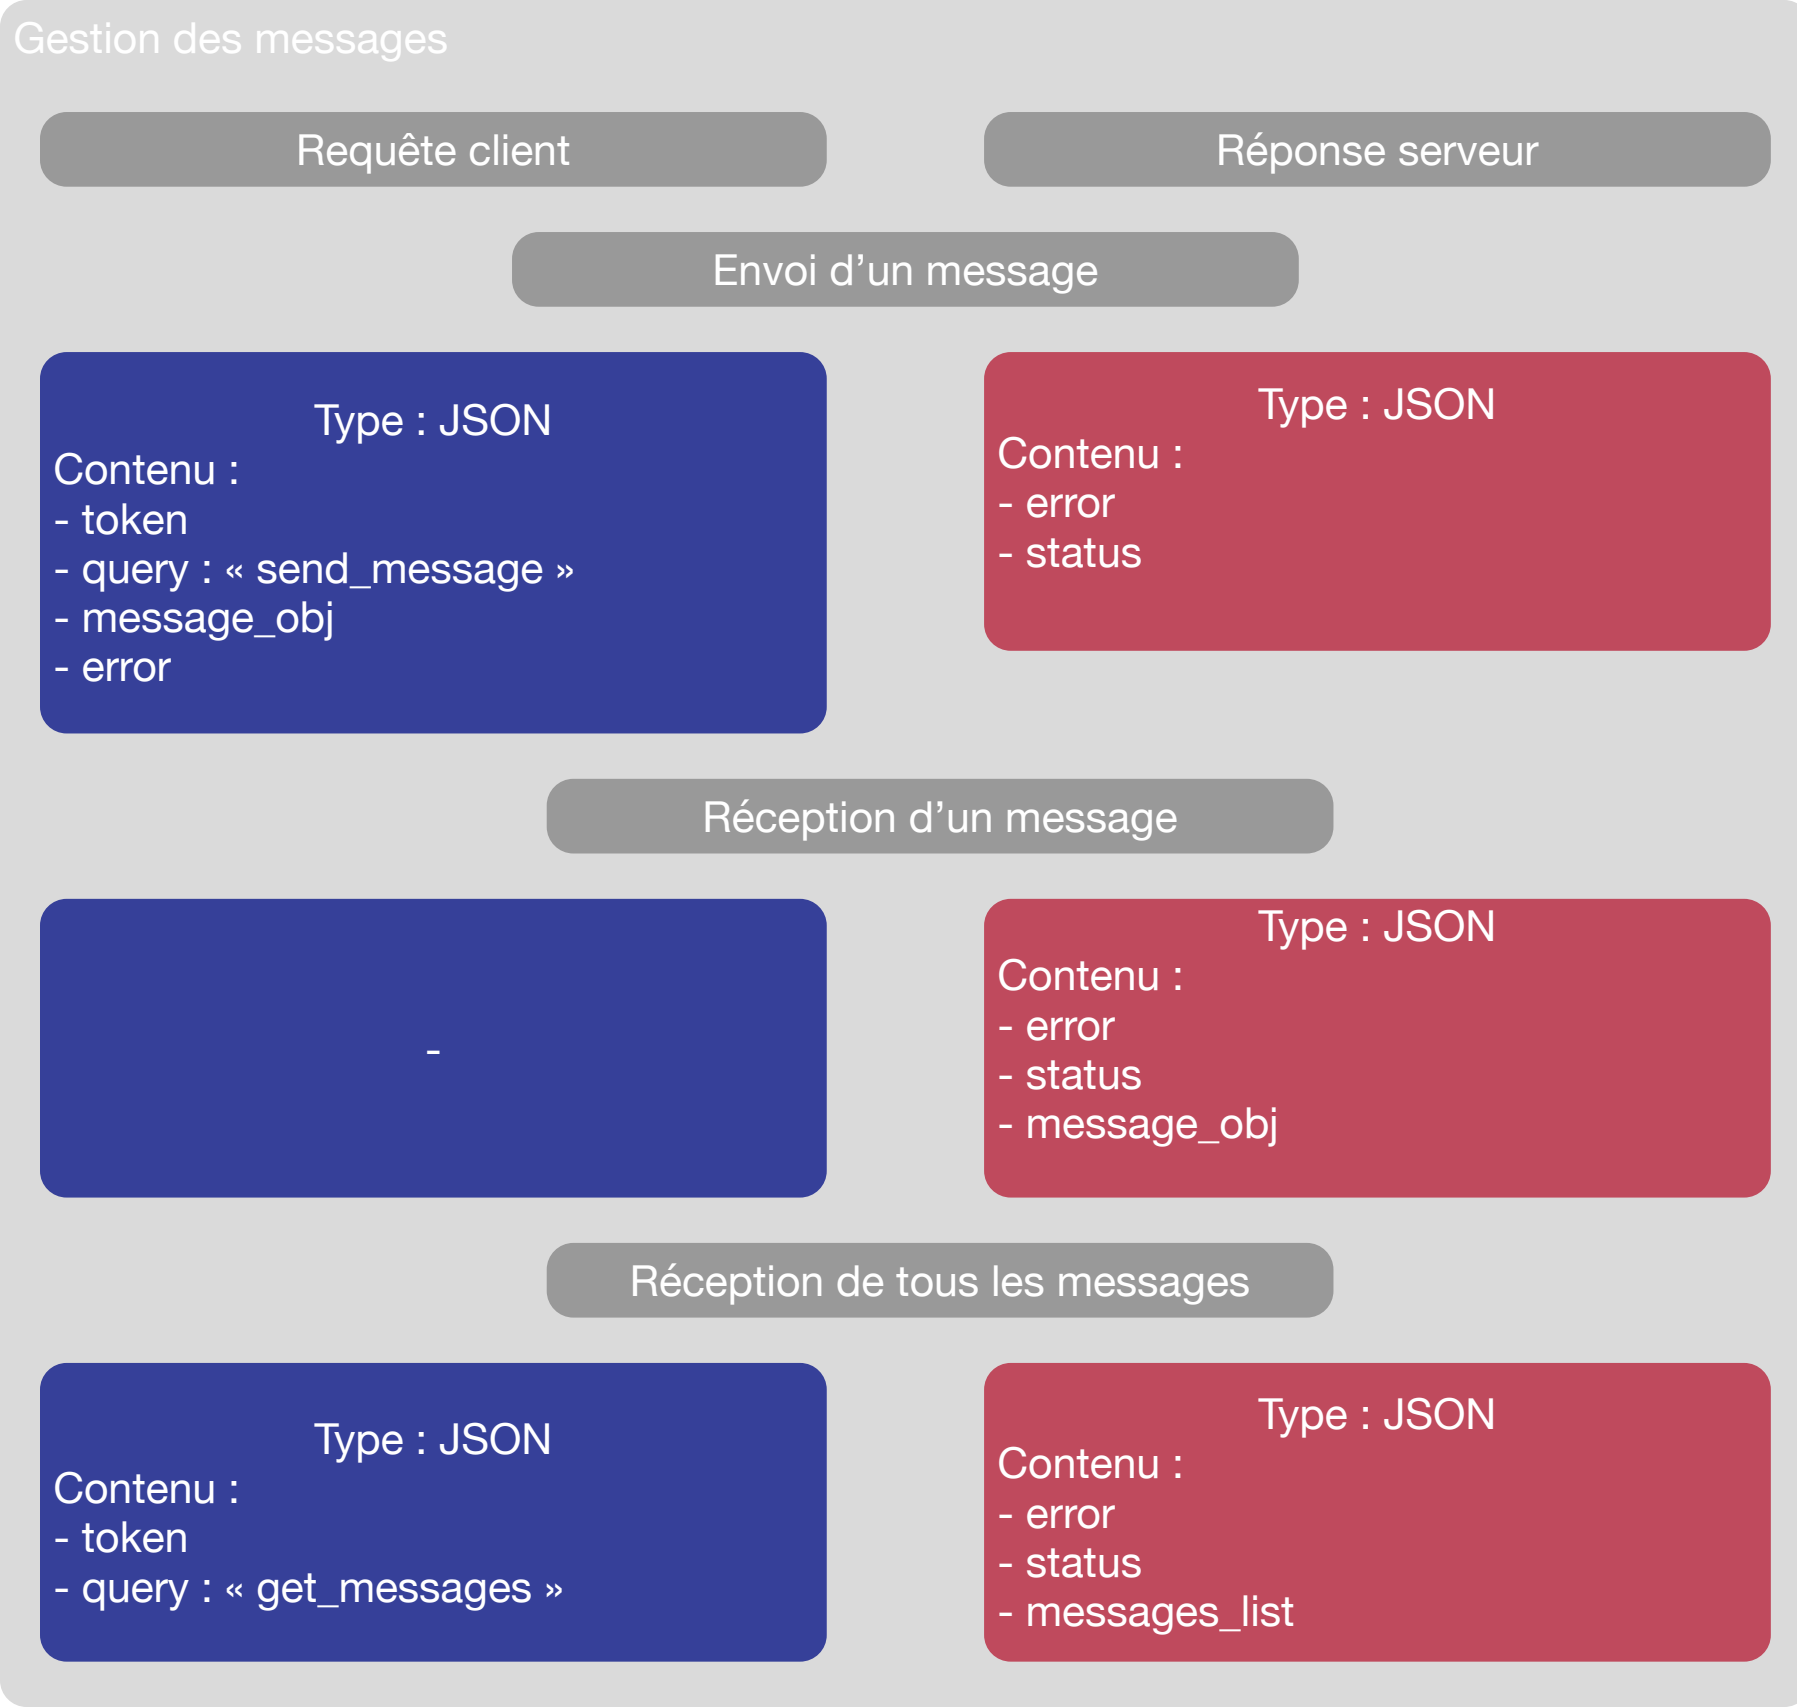 Gestion des messages
Requête client
Réponse serveur
Envoi d’un message
Type : JSON
Contenu :
- token
- query : « send_message »
- message_obj
- error
Type : JSON
Contenu :
- error
- status
Réception d’un message
-
Type : JSON
Contenu :
- error
- status
- message_obj
Réception de tous les messages
Type : JSON
Contenu :
- token
- query : « get_messages »
Type : JSON
Contenu :
- error
- status
- messages_list